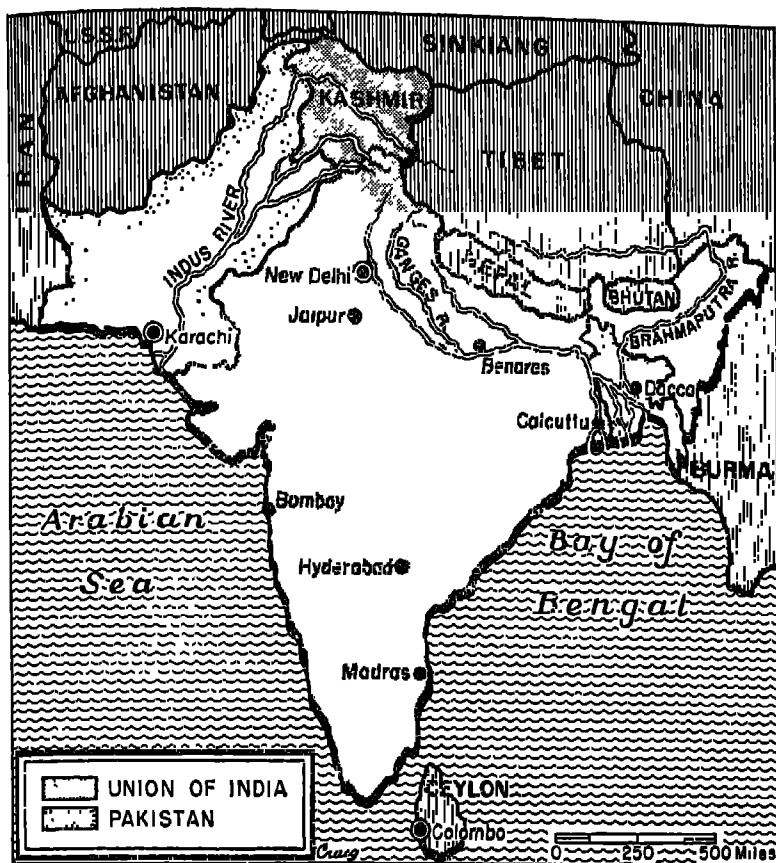 U.S.S.R.
SINKIANG
AFGHANISTAN
KASHMIR
CHINA
IRAN
TIBET
INDUS RIVER
New Delhi
GANGES R.
NEPAL
BHUTAN
BRAHMAPUTRA R.
Jaipur
Karachi
Benares
Dacca
Calcutta
BURMA
Bombay
Arabian
Sea
Bay of
Bengal
Hyderabad
Madras
UNION OF INDIA
PAKISTAN
CEYLON
Colombo
Craig
0 250 500 Miles